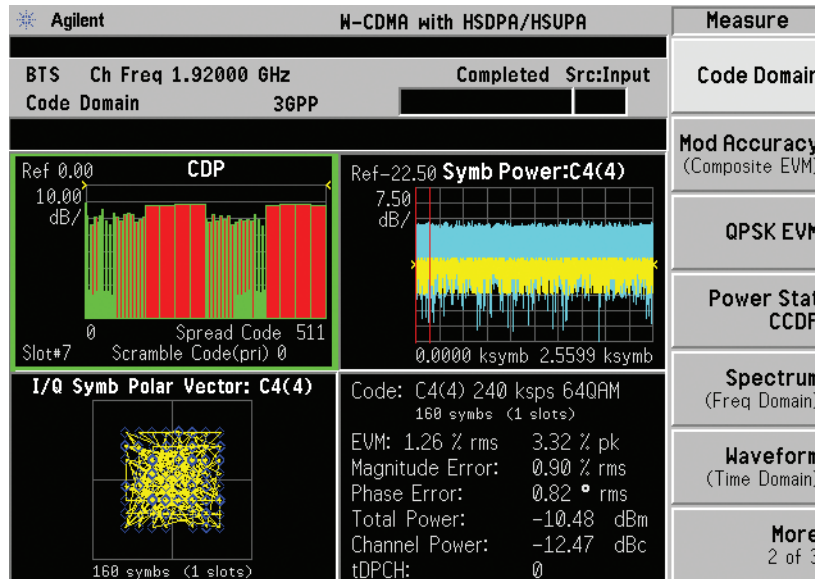 Agilent W-CDMA with HSDPA/HSUPA Measure
BTS Ch Freq 1.92000 GHz Completed Src:Input
Code Domain 3GPP
Code Domain
Mod Accuracy
(Composite EVM)
QPSK EVM
Power Stat
CCDF
Spectrum
(Freq Domain)
Waveform
(Time Domain)
More
2 of 3
Ref 0.00 CDP
10.00
dB/
0 Spread Code 511
Slot#7 Scramble Code(pri) 0
Ref-22.50 Symb Power:C4(4)
7.50
dB/
0.0000 ksymb 2.5599 ksymb
I/Q Symb Polar Vector: C4(4)
160 symbs (1 slots)
Code: C4(4) 240 ksps 64QAM
160 symbs (1 slots)
EVM: 1.26 % rms 3.32 % pk
Magnitude Error: 0.90 % rms
Phase Error: 0.82 ° rms
Total Power: -10.48 dBm
Channel Power: -12.47 dBc
tDPCH: 0